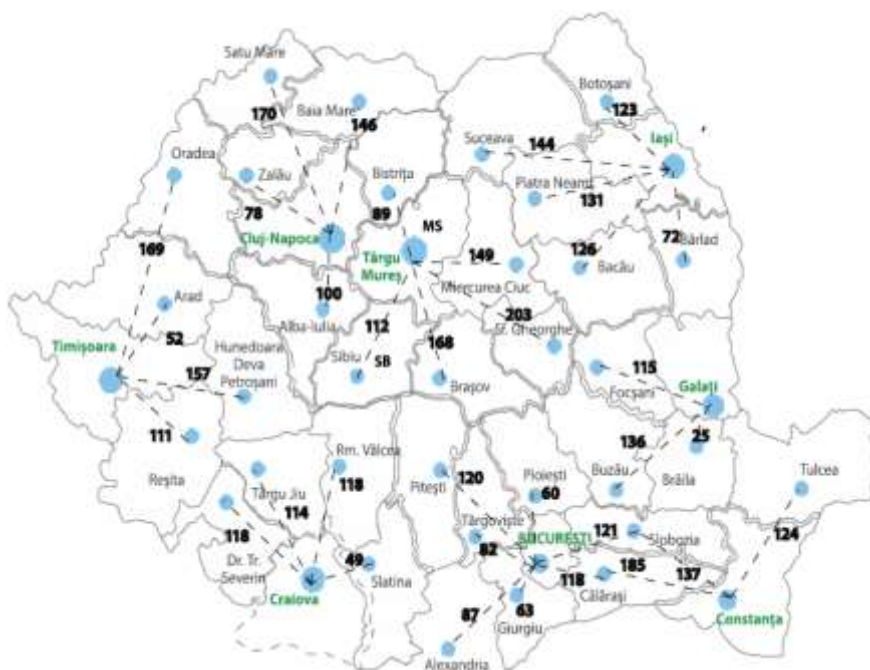 Satu Mare
170
Baia Mare
146
Botoșani
123
Iași
Suceava
144
Oradea
Zalău
Bistrița
Piatra Neamț
131
78
89
MS
Cluj-Napoca
Târgu
Mureș
149
126
72
Bârlad
Bacău
169
Miercurea Ciuc
100
Arad
Alba-Iulia
112
203
Sf. Gheorghe
52
Hunedoara
Timișoara
Deva
168
Sibiu
SB
115
157
Petroșani
Brașov
Focșani
Galați
111
136
25
Rm. Vâlcea
Reșița
118
Pitești
120
Ploiești
Buzău
Brăila
Tulcea
Târgu Jiu
60
114
Târgoviște
118
BUCUREȘTI
121
Slobozia
124
82
Dr. Tr.
Severin
49
Slatina
185
137
118
Călărași
Craiova
63
Constanța
87
Giurgiu
Alexandria